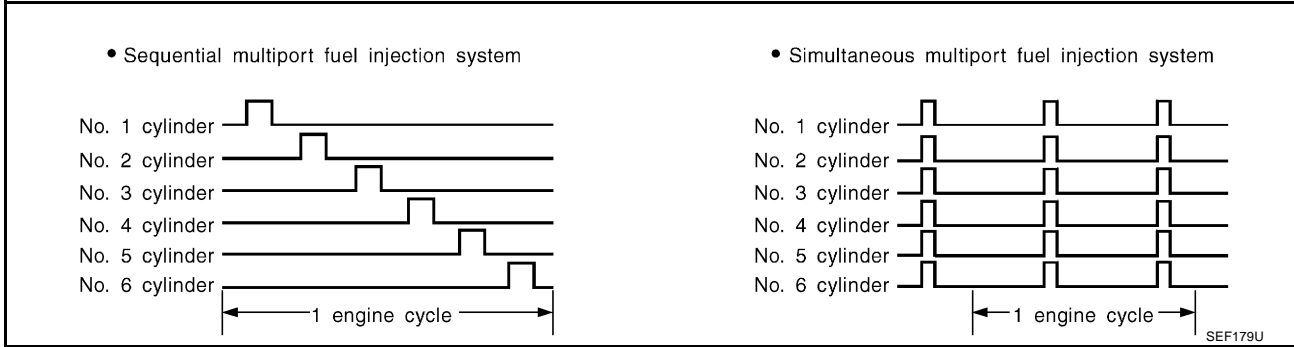 • Sequential multiport fuel injection system
No. 1 cylinder
No. 2 cylinder
No. 3 cylinder
No. 4 cylinder
No. 5 cylinder
No. 6 cylinder
1 engine cycle
• Simultaneous multiport fuel injection system
No. 1 cylinder
No. 2 cylinder
No. 3 cylinder
No. 4 cylinder
No. 5 cylinder
No. 6 cylinder
1 engine cycle
SEF179U